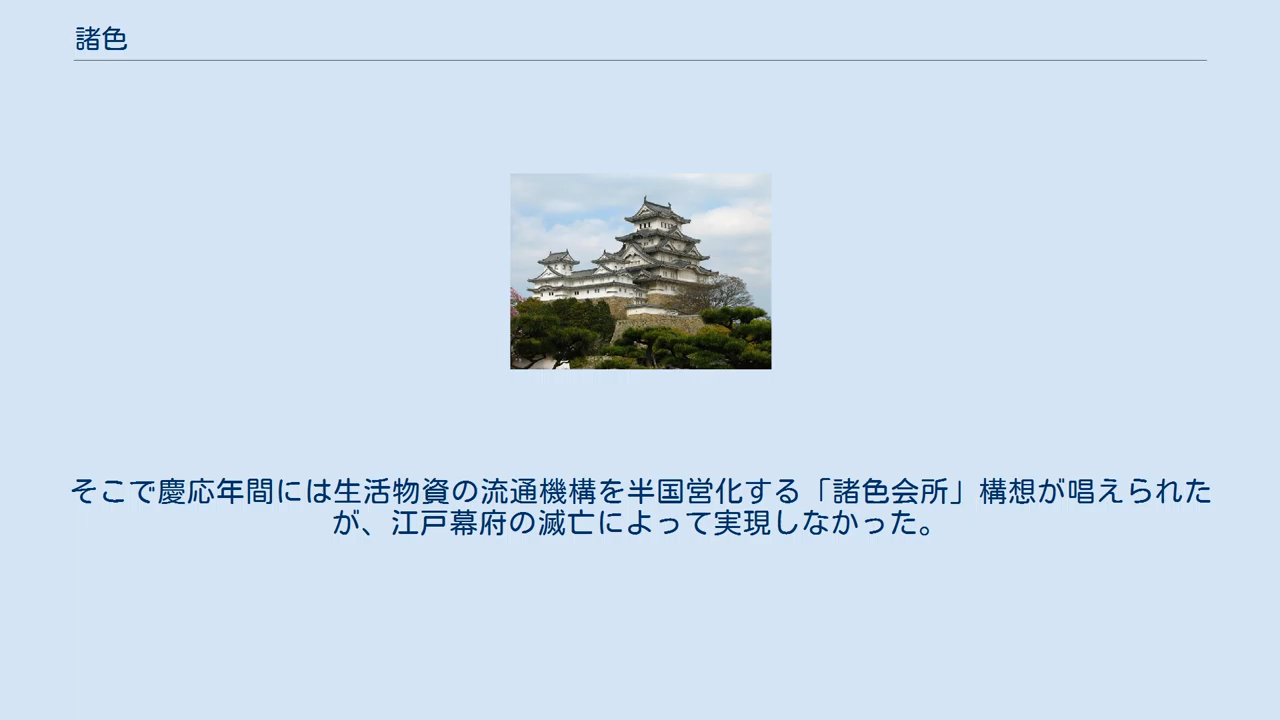 諸色
そこで慶応年間には生活物資の流通機構を半国営化する「諸色会所」構想が唱えられた
が、江戸幕府の滅亡によって実現しなかった。